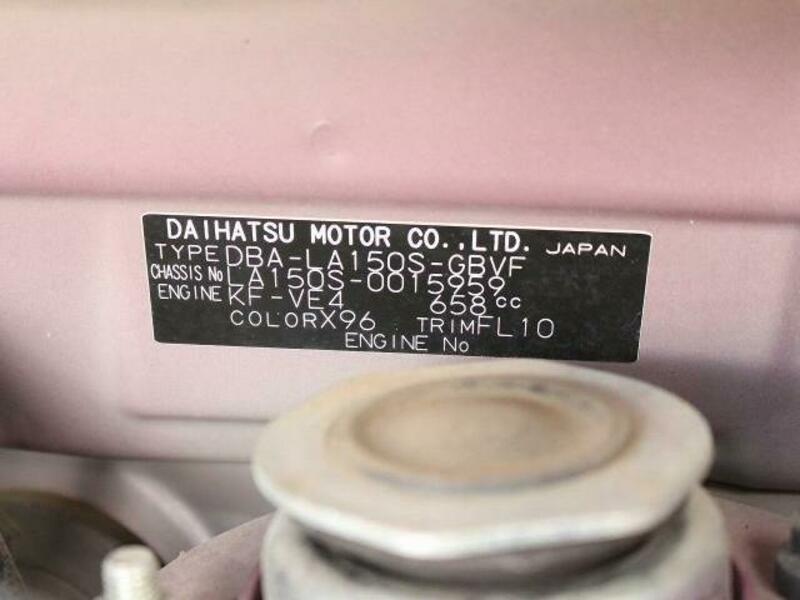 DAIHATSU MOTOR CO.,LTD. JAPAN
TYPE DBA-LA150S-GBVF
CHASSIS No LA150S-0015959
ENGINE KF-VE4 658cc
COLOR X96 TRIM FL10
ENGINE No